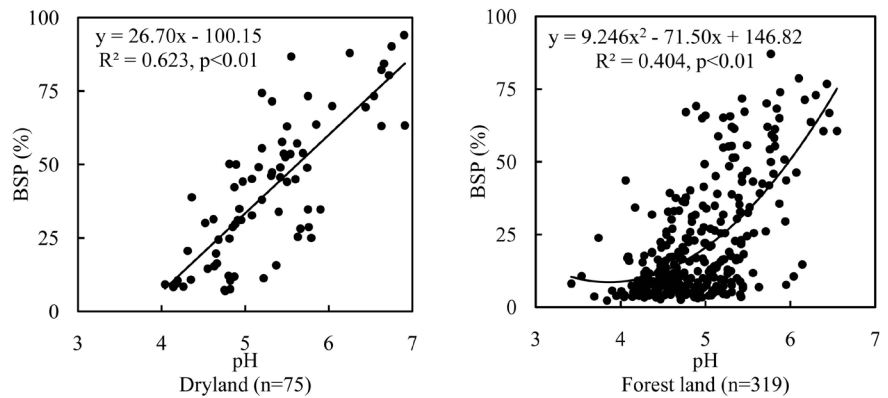 y = 26.70x - 100.15
R² = 0.623, p<0.01
100
75
50
25
0
BSP (%)
3 4 5 6 7
pH
Dryland (n=75)
y = 9.246x² - 71.50x + 146.82
R² = 0.404, p<0.01
100
75
50
25
0
BSP (%)
3 4 5 6 7
pH
Forest land (n=319)